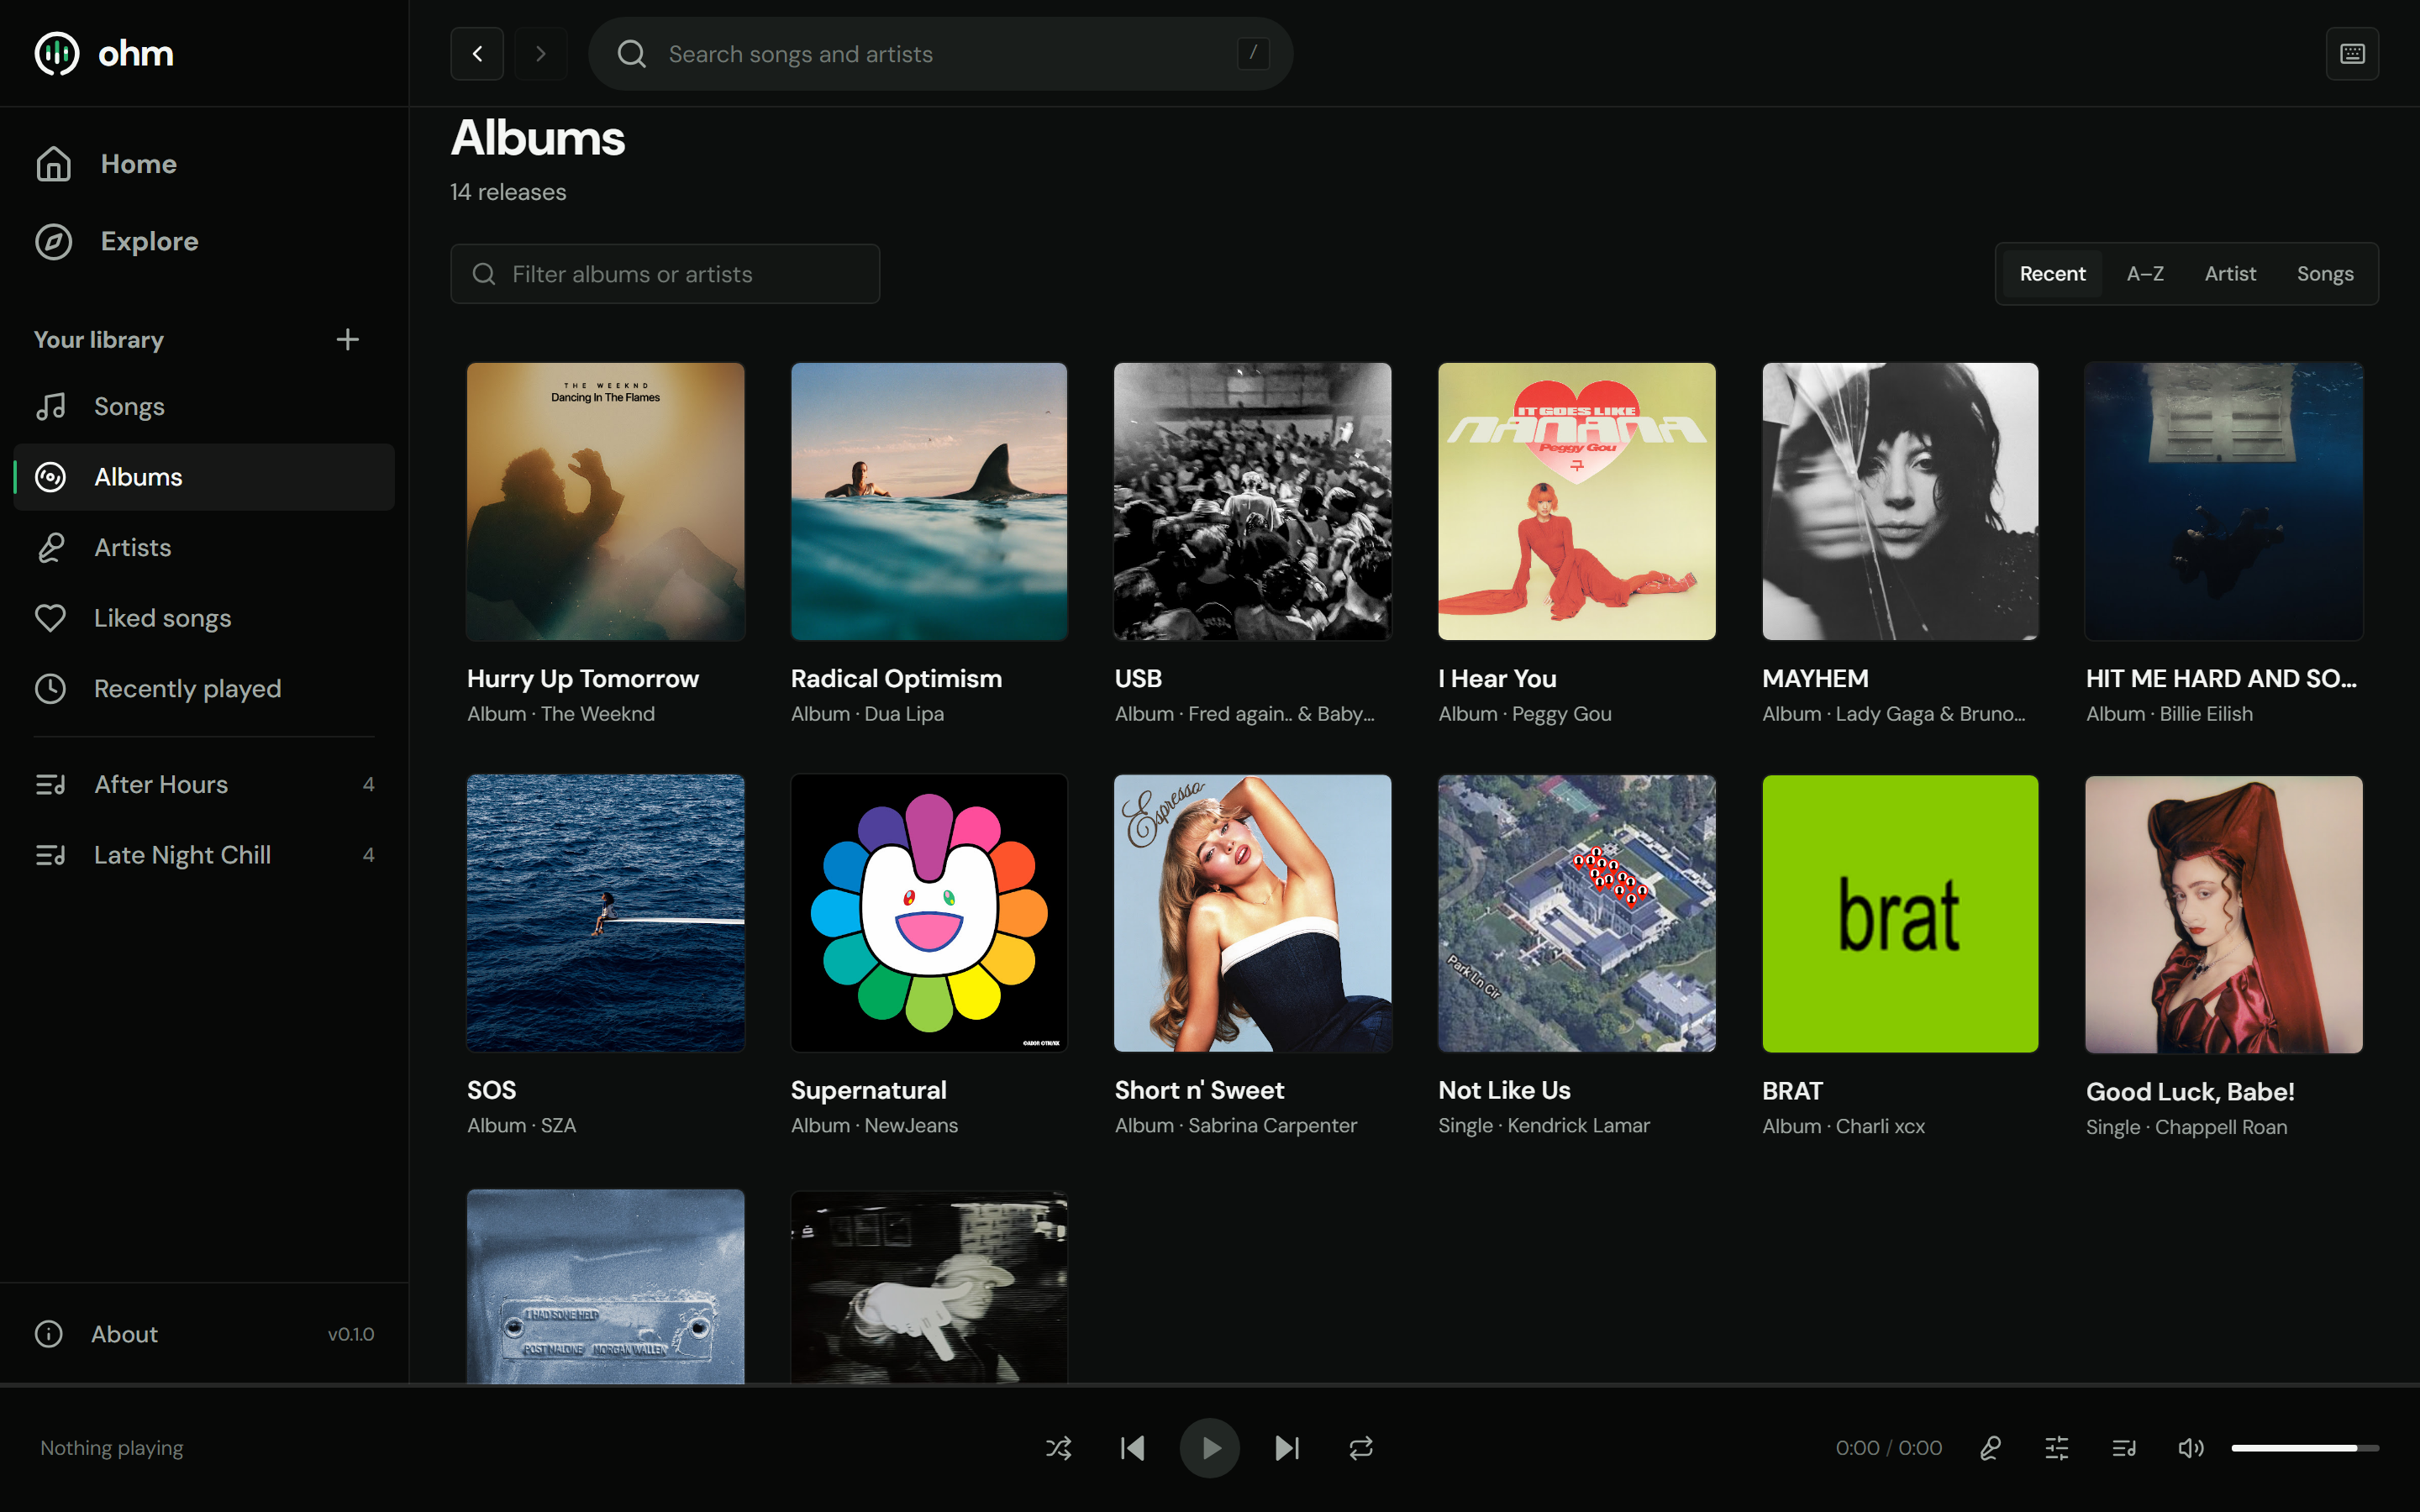 ohm
Search songs and artists
/
Home
Explore
Your library
Songs
Albums
Artists
Liked songs
Recently played
After Hours 4
Late Night Chill 4
About v0.1.0
Albums
14 releases
Filter albums or artists
Recent A–Z Artist Songs
THE WEEKND
Dancing In The Flames
IT GOES LIKE
NANANA
Peggy Gou
구
Hurry Up Tomorrow
Album · The Weeknd
Radical Optimism
Album · Dua Lipa
USB
Album · Fred again.. & Baby...
I Hear You
Album · Peggy Gou
MAYHEM
Album · Lady Gaga & Bruno...
HIT ME HARD AND SO...
Album · Billie Eilish
Espresso
Park Ln Cir
brat
SOS
Album · SZA
Supernatural
Album · NewJeans
Short n' Sweet
Album · Sabrina Carpenter
Not Like Us
Single · Kendrick Lamar
BRAT
Album · Charli xcx
Good Luck, Babe!
Single · Chappell Roan
I HAD SOME HELP
POST MALONE MORGAN WALLEN
Nothing playing
0:00 / 0:00